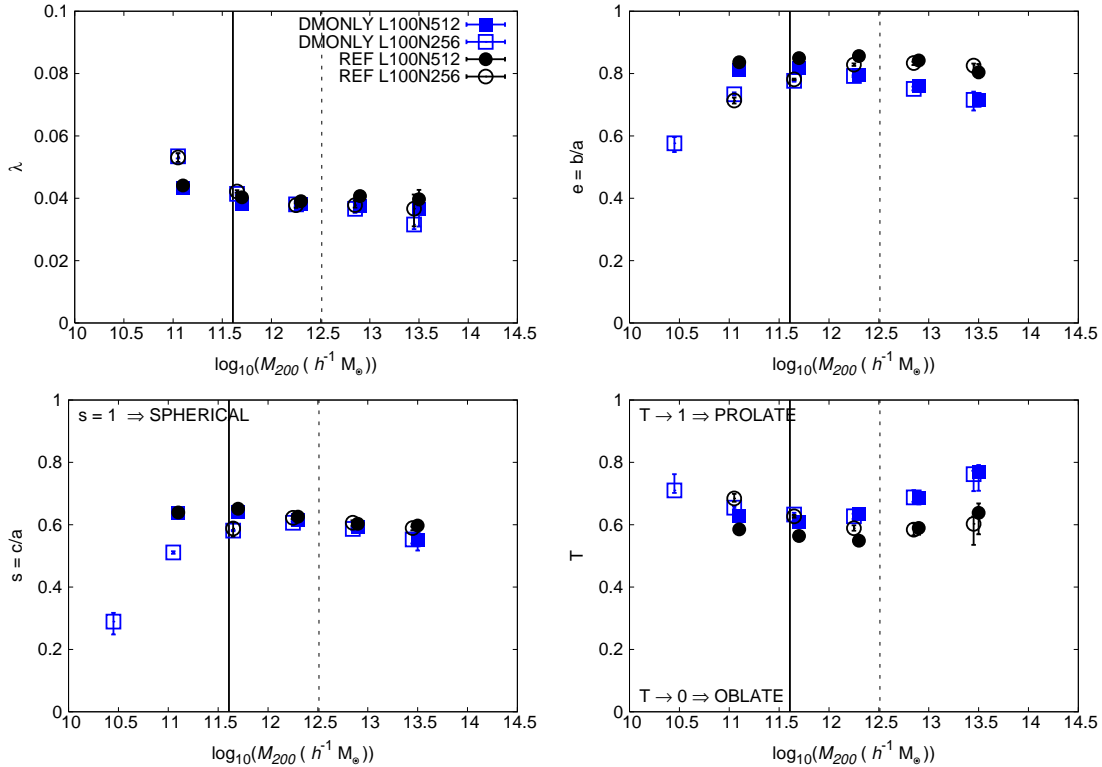 0.1
0.08
0.06
0.04
0.02
0
λ
DMONLY L100N512
DMONLY L100N256
REF L100N512
REF L100N256
10 10.5 11 11.5 12 12.5 13 13.5 14 14.5
log10(M200 ( h-1 M⊙))
1
0.8
0.6
0.4
0.2
0
e = b/a
10 10.5 11 11.5 12 12.5 13 13.5 14 14.5
log10(M200 ( h-1 M⊙))
1
0.8
0.6
0.4
0.2
0
s = c/a
s = 1 ⇒ SPHERICAL
10 10.5 11 11.5 12 12.5 13 13.5 14 14.5
log10(M200 ( h-1 M⊙))
1
0.8
0.6
0.4
0.2
0
T
T → 1 ⇒ PROLATE
T → 0 ⇒ OBLATE
10 10.5 11 11.5 12 12.5 13 13.5 14 14.5
log10(M200 ( h-1 M⊙))